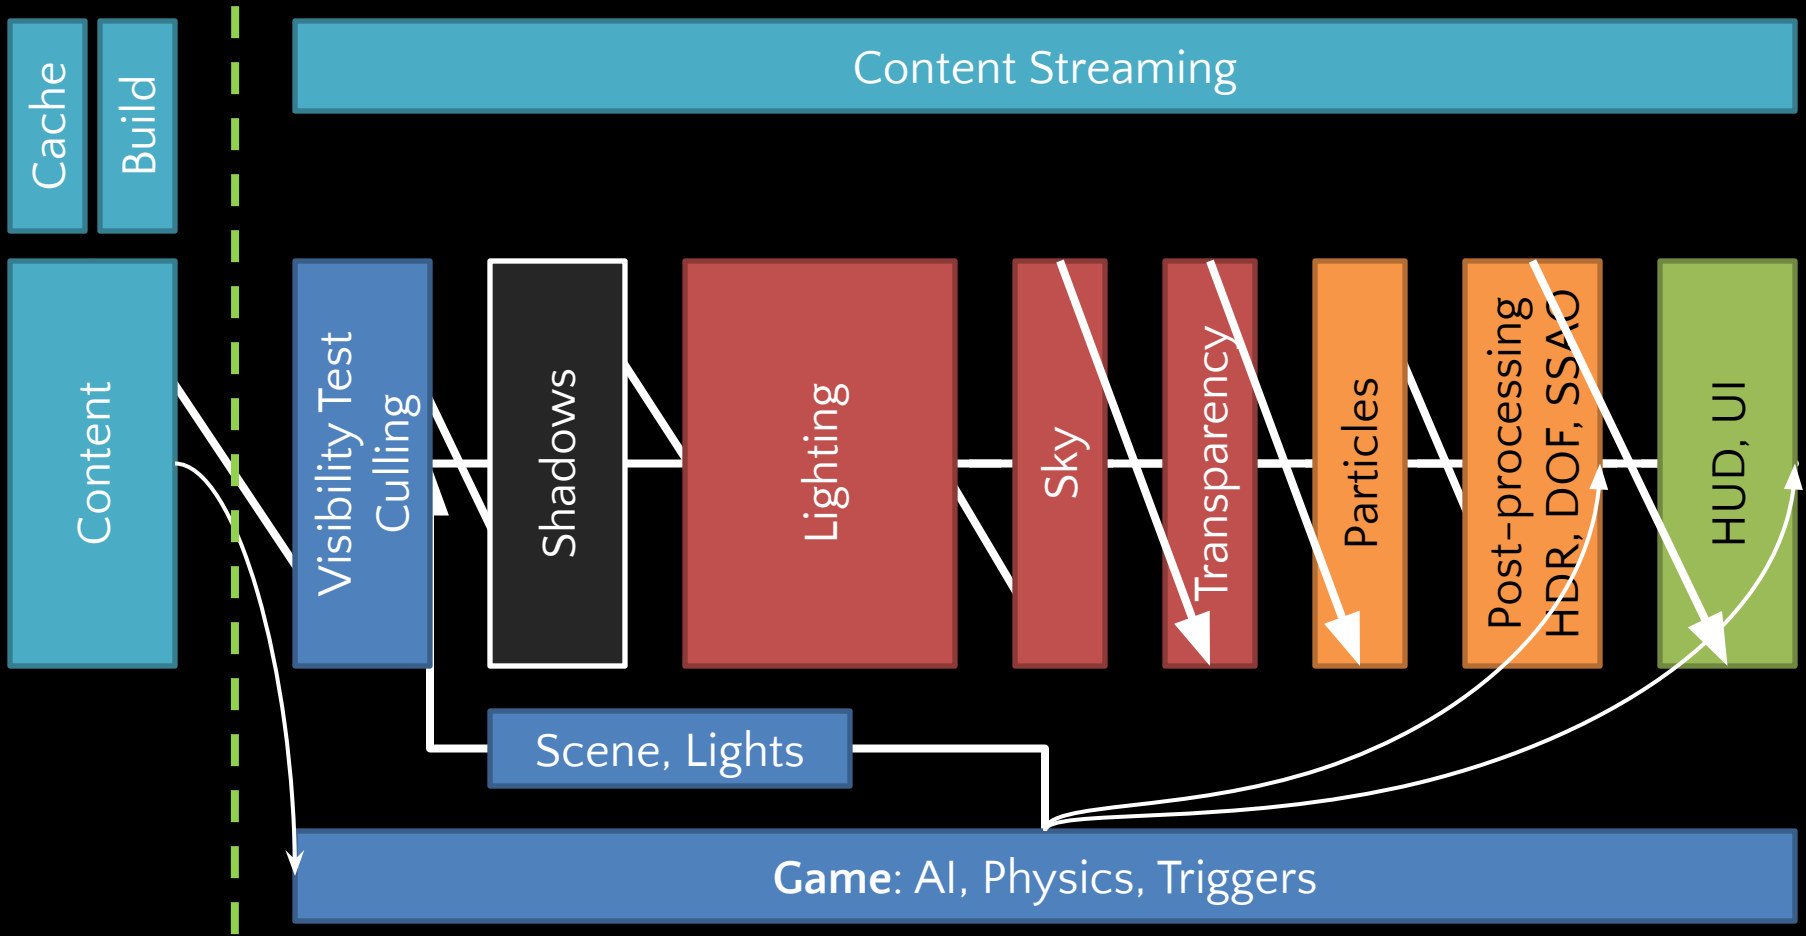 Cache
Build
Content Streaming
Content
Visibility Test
Culling
Shadows
Lighting
Sky
Transparency
Particles
Post-processing
HDR, DOF, SSAO
HUD, UI
Scene, Lights
Game: AI, Physics, Triggers